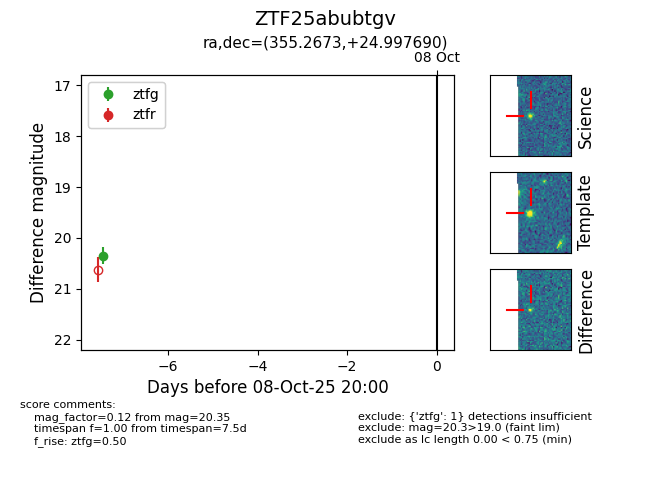 ZTF25abubtgv
ra,dec=(355.2673,+24.997690)
08 Oct
ztfg
ztfr
17
18
19
20
21
22
Difference magnitude
−6
−4
−2
0
Days before 08-Oct-25 20:00
Science
Template
Difference
score comments:
mag_factor=0.12 from mag=20.35
timespan f=1.00 from timespan=7.5d
f_rise: ztfg=0.50
exclude: {'ztfg': 1} detections insufficient
exclude: mag=20.3>19.0 (faint lim)
exclude as lc length 0.00 < 0.75 (min)